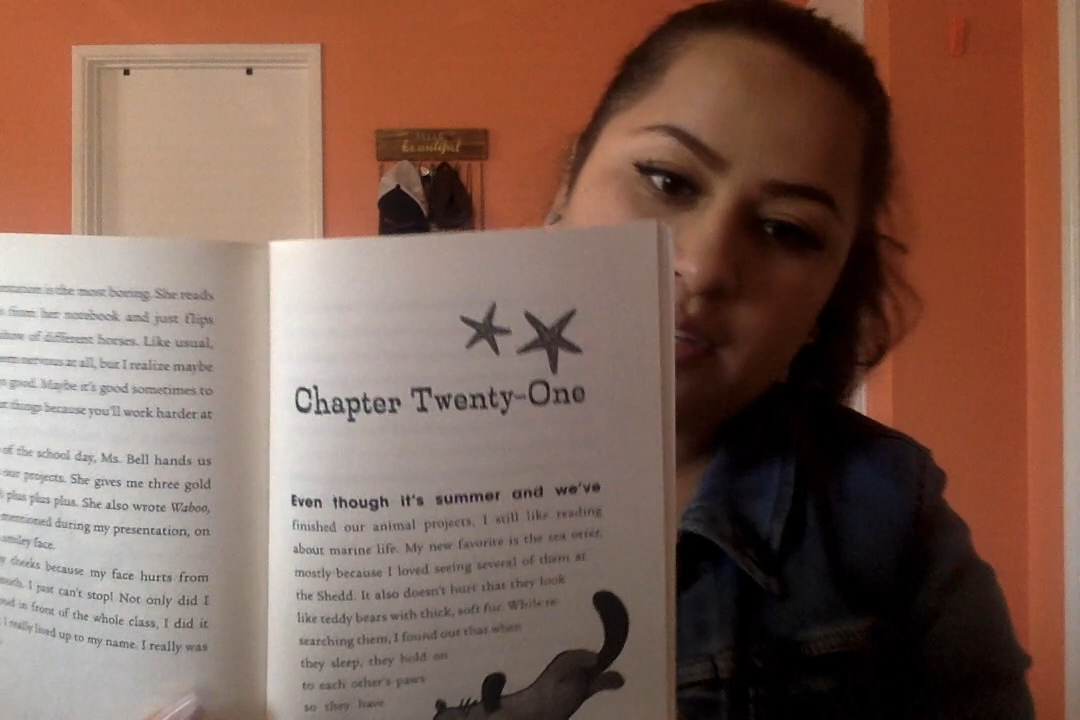 beautiful
is the most boring. She reads
from her notebook and just flips
of different horses. Like usual,
nervous at all, but I realize maybe
good. Maybe it's good sometimes to
things because you'll work harder at
of the school day, Ms. Bell hands us
our projects. She gives me three gold
plus plus plus. She also wrote Wahoo,
mentioned during my presentation, on
smiley face.
cheeks because my face hurts from
much. I just can't stop! Not only did I
in front of the whole class, I did it
I really lived up to my name. I really was
Chapter Twenty-One
Even though it's summer and we've
finished our animal projects, I still like reading
about marine life. My new favorite is the sea otter,
mostly because I loved seeing several of them at
the Shedd. It also doesn't hurt that they look
like teddy bears with thick, soft fur. While re-
searching them, I found out that when
they sleep, they hold on
to each other's paws
so they have